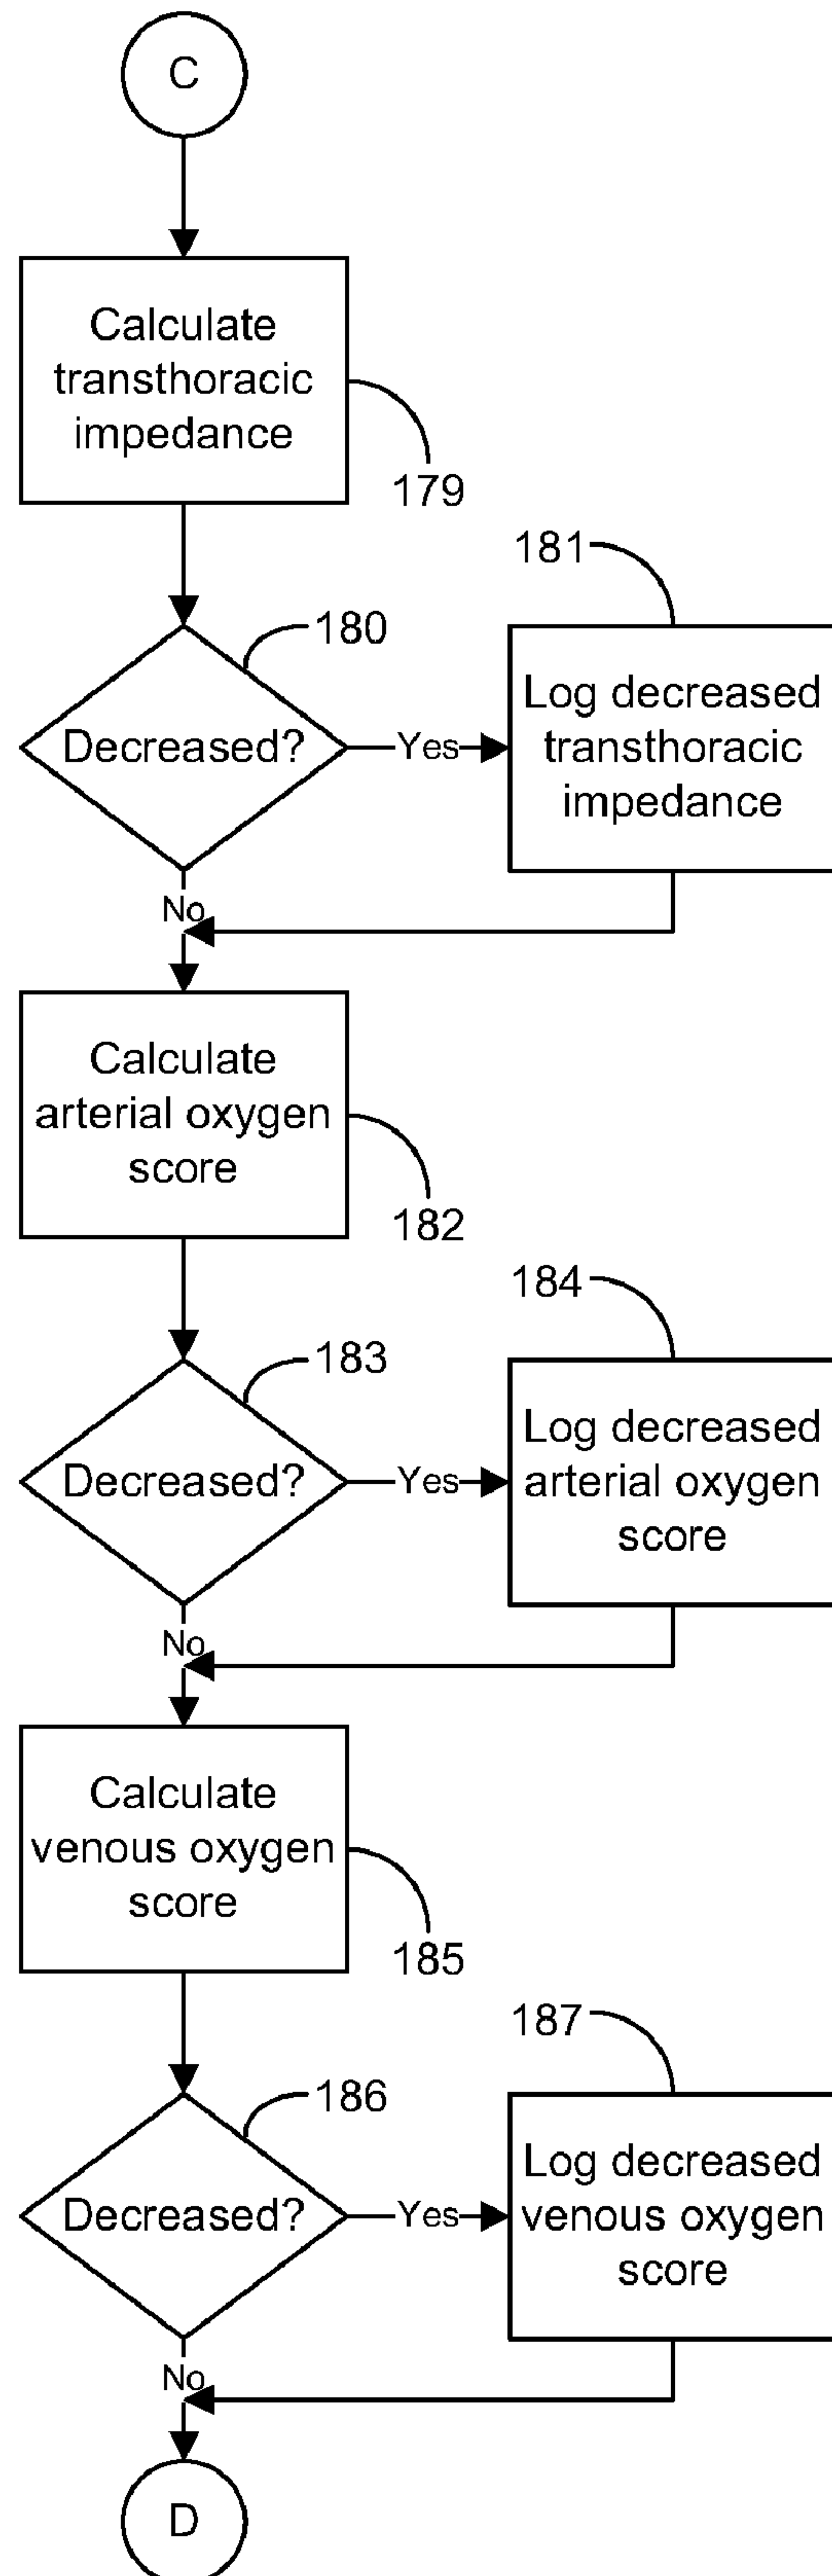 C
Calculate
transthoracic
impedance
179
181
180
Decreased?
Yes
Log decreased
transthoracic
impedance
No
Calculate
arterial oxygen
score
182
184
183
Decreased?
Yes
Log decreased
arterial oxygen
score
No
Calculate
venous oxygen
score
185
187
186
Decreased?
Yes
Log decreased
venous oxygen
score
No
D